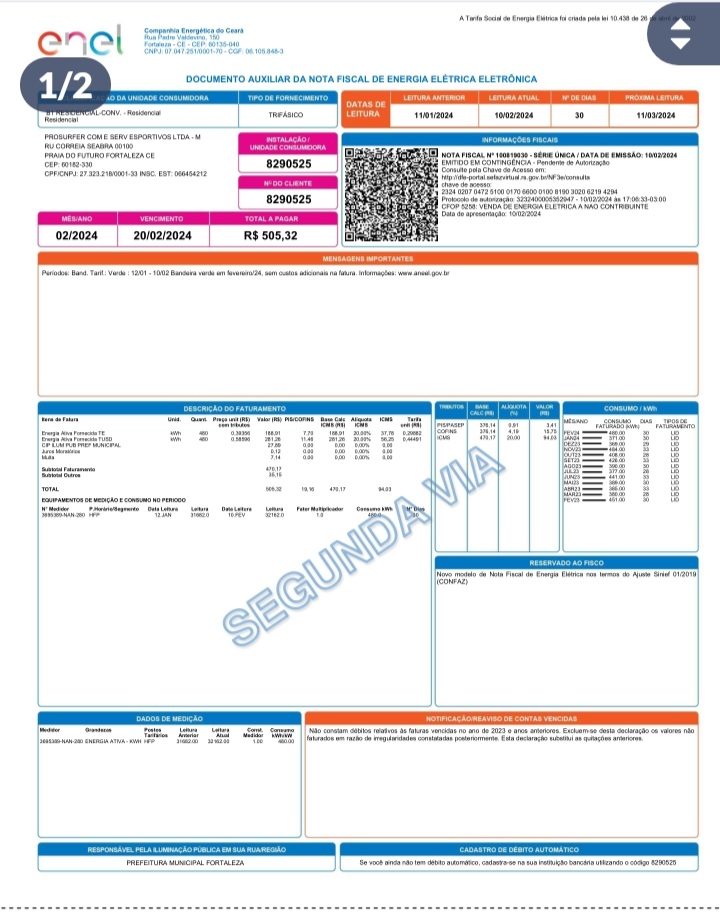 A Tarifa Social de Energia Elétrica foi criada pela lei 10.438 de 26 de abril de 2002
enel
Companhia Energética do Ceará
Rua Padre Valdevino, 150
Fortaleza - CE - CEP: 60135-040
CNPJ: 07.047.251/0001-70 - CGF: 06.105.848-3
1/2
DOCUMENTO AUXILIAR DA NOTA FISCAL DE ENERGIA ELÉTRICA ELETRÔNICA
DA UNIDADE CONSUMIDORA
B1 RESIDENCIAL-CONV. - Residencial
Residencial
TIPO DE FORNECIMENTO
TRIFÁSICO
DATAS DE LEITURA
LEITURA ANTERIOR LEITURA ATUAL Nº DE DIAS PRÓXIMA LEITURA
11/01/2024 10/02/2024 30 11/03/2024
PROSURFER COM E SERV ESPORTIVOS LTDA - M
RU CORREIA SEABRA 00100
PRAIA DO FUTURO FORTALEZA CE
CEP: 60182-330
CPF/CNPJ: 27.323.218/0001-33 INSC. EST: 066454212
INSTALAÇÃO /
UNIDADE CONSUMIDORA
8290525
Nº DO CLIENTE
8290525
MÊS/ANO VENCIMENTO TOTAL A PAGAR
02/2024 20/02/2024 R$ 505,32
INFORMAÇÕES FISCAIS
NOTA FISCAL Nº 100819030 - SÉRIE ÚNICA / DATA DE EMISSÃO: 10/02/2024
EMITIDO EM CONTINGÊNCIA - Pendente de Autorização
Consulte pela Chave de Acesso em:
http://dfe-portal.sefazvirtual.rs.gov.br/NF3e/consulta
chave de acesso:
2324 0207 0472 5100 0170 6600 0100 8190 3020 6219 4294
Protocolo de autorização: 3232400005352947 - 10/02/2024 às 17:06:33-03:00
CFOP 5258: VENDA DE ENERGIA ELETRICA A NAO CONTRIBUINTE
Data de apresentação: 10/02/2024
MENSAGENS IMPORTANTES
Períodos: Band. Tarif.: Verde : 12/01 - 10/02 Bandeira verde em fevereiro/24, sem custos adicionais na fatura. Informações: www.aneel.gov.br
DESCRIÇÃO DO FATURAMENTO
Itens de Fatura Unid. Quant. Preço unit (R$) com tributos Valor (R$) PIS/COFINS Base Calc ICMS (R$) Alíquota ICMS ICMS Tarifa unit (R$)
Energia Ativa Fornecida TE kWh 480 0.39356 188,91 7,70 188,91 20.00% 37,78 0,29882
Energia Ativa Fornecida TUSD kWh 480 0.58596 281,26 11,46 281,26 20.00% 56,25 0,44491
CIP ILUM PUB PREF MUNICIPAL 27,89 0,00 0,00 0.00% 0,00
Juros Moratórios 0,12 0,00 0,00 0.00% 0,00
Multa 7,14 0,00 0,00 0.00% 0,00
Subtotal Faturamento 470,17
Subtotal Outros 35,15
TOTAL 505,32 19,16 470,17 94,03
EQUIPAMENTOS DE MEDIÇÃO E CONSUMO NO PERÍODO
Nº Medidor P.Horário/Segmento Data Leitura Leitura Data Leitura Leitura Fator Multiplicador Consumo kWh Nº Dias
3695389-NAN-280 HFP 12.JAN 31682.0 10.FEV 32162.0 1.0 480.0 30
SEGUNDA VIA
TRIBUTOS BASE CALC (R$) ALÍQUOTA (%) VALOR (R$)
PIS/PASEP 376,14 0,91 3,41
COFINS 376,14 4,19 15,75
ICMS 470,17 20,00 94,03
CONSUMO / kWh
MÊS/ANO CONSUMO FATURADO (kWh) DIAS TIPOS DE FATURAMENTO
FEV24 480.00 30 LID
JAN24 371.00 30 LID
DEZ23 369.00 29 LID
NOV23 484.00 33 LID
OUT23 408.00 28 LID
SET23 428.00 33 LID
AGO23 390.00 30 LID
JUL23 377.00 28 LID
JUN23 441.00 33 LID
MAI23 389.00 30 LID
ABR23 385.00 33 LID
MAR23 380.00 28 LID
FEV23 451.00 30 LID
RESERVADO AO FISCO
Novo modelo de Nota Fiscal de Energia Elétrica nos termos do Ajuste Sinief 01/2019
(CONFAZ)
DADOS DE MEDIÇÃO
Medidor Grandezas Postos Tarifários Leitura Anterior Leitura Atual Const. Medidor Consumo kWh/kW
3695389-NAN-280 ENERGIA ATIVA - KWH HFP 31682.00 32162.00 1.00 480.00
NOTIFICAÇÃO/REAVISO DE CONTAS VENCIDAS
Não constam débitos relativos às faturas vencidas no ano de 2023 e anos anteriores. Excluem-se desta declaração os valores não
faturados em razão de irregularidades constatadas posteriormente. Esta declaração substitui as quitações anteriores.
RESPONSÁVEL PELA ILUMINAÇÃO PÚBLICA EM SUA RUA/REGIÃO
PREFEITURA MUNICIPAL FORTALEZA
CADASTRO DE DÉBITO AUTOMÁTICO
Se você ainda não tem débito automático, cadastra-se na sua instituição bancária utilizando o código 8290525